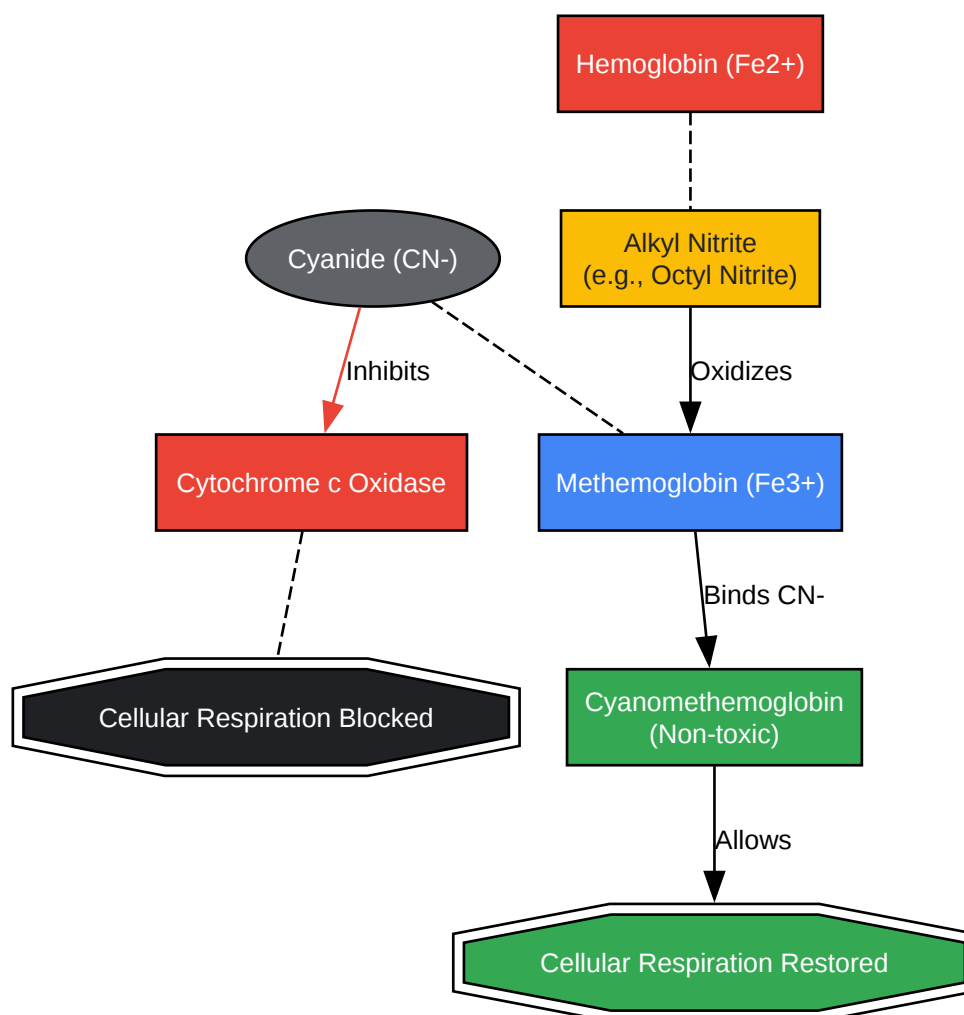 Hemoglobin (Fe2+)
Cyanide (CN-)
Alkyl Nitrite
(e.g., Octyl Nitrite)
Inhibits
Oxidizes
Cytochrome c Oxidase
Methemoglobin (Fe3+)
Binds CN-
Cellular Respiration Blocked
Cyanomethemoglobin
(Non-toxic)
Allows
Cellular Respiration Restored